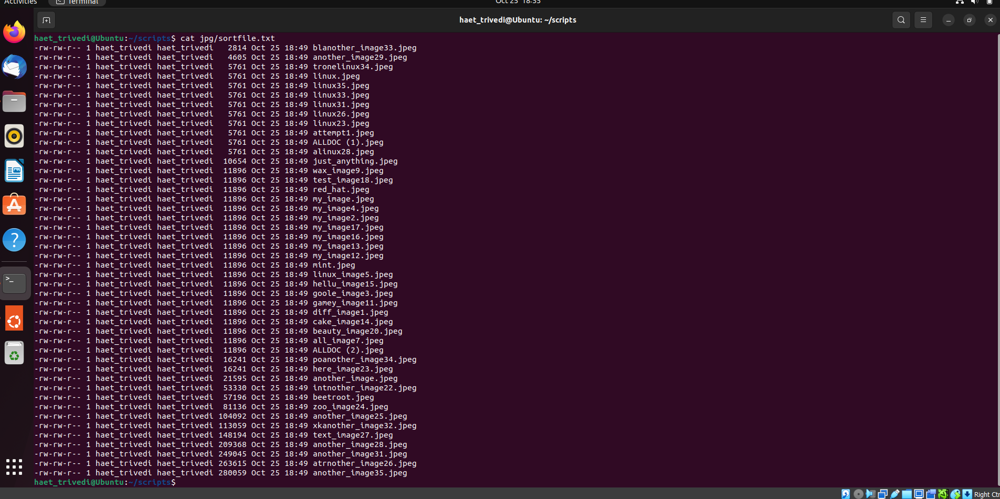 Activities
Terminal
Oct 25 18:55
haet_trivedi@Ubuntu: ~/scripts
haet_trivedi@Ubuntu:~/scripts$ cat jpg/sortfile.txt
-rw-rw-r-- 1 haet_trivedi haet_trivedi   2814 Oct 25 18:49 blanother_image33.jpeg
-rw-rw-r-- 1 haet_trivedi haet_trivedi   4605 Oct 25 18:49 another_image29.jpeg
-rw-rw-r-- 1 haet_trivedi haet_trivedi   5761 Oct 25 18:49 tronelinux34.jpeg
-rw-rw-r-- 1 haet_trivedi haet_trivedi   5761 Oct 25 18:49 linux.jpeg
-rw-rw-r-- 1 haet_trivedi haet_trivedi   5761 Oct 25 18:49 linux35.jpeg
-rw-rw-r-- 1 haet_trivedi haet_trivedi   5761 Oct 25 18:49 linux33.jpeg
-rw-rw-r-- 1 haet_trivedi haet_trivedi   5761 Oct 25 18:49 linux31.jpeg
-rw-rw-r-- 1 haet_trivedi haet_trivedi   5761 Oct 25 18:49 linux26.jpeg
-rw-rw-r-- 1 haet_trivedi haet_trivedi   5761 Oct 25 18:49 linux23.jpeg
-rw-rw-r-- 1 haet_trivedi haet_trivedi   5761 Oct 25 18:49 attempt1.jpeg
-rw-rw-r-- 1 haet_trivedi haet_trivedi   5761 Oct 25 18:49 ALLDOC (1).jpeg
-rw-rw-r-- 1 haet_trivedi haet_trivedi   5761 Oct 25 18:49 alinux28.jpeg
-rw-rw-r-- 1 haet_trivedi haet_trivedi  10654 Oct 25 18:49 just_anything.jpeg
-rw-rw-r-- 1 haet_trivedi haet_trivedi  11896 Oct 25 18:49 wax_image9.jpeg
-rw-rw-r-- 1 haet_trivedi haet_trivedi  11896 Oct 25 18:49 test_image18.jpeg
-rw-rw-r-- 1 haet_trivedi haet_trivedi  11896 Oct 25 18:49 red_hat.jpeg
-rw-rw-r-- 1 haet_trivedi haet_trivedi  11896 Oct 25 18:49 my_image.jpeg
-rw-rw-r-- 1 haet_trivedi haet_trivedi  11896 Oct 25 18:49 my_image4.jpeg
-rw-rw-r-- 1 haet_trivedi haet_trivedi  11896 Oct 25 18:49 my_image2.jpeg
-rw-rw-r-- 1 haet_trivedi haet_trivedi  11896 Oct 25 18:49 my_image17.jpeg
-rw-rw-r-- 1 haet_trivedi haet_trivedi  11896 Oct 25 18:49 my_image16.jpeg
-rw-rw-r-- 1 haet_trivedi haet_trivedi  11896 Oct 25 18:49 my_image13.jpeg
-rw-rw-r-- 1 haet_trivedi haet_trivedi  11896 Oct 25 18:49 my_image12.jpeg
-rw-rw-r-- 1 haet_trivedi haet_trivedi  11896 Oct 25 18:49 mint.jpeg
-rw-rw-r-- 1 haet_trivedi haet_trivedi  11896 Oct 25 18:49 linux_image5.jpeg
-rw-rw-r-- 1 haet_trivedi haet_trivedi  11896 Oct 25 18:49 hellu_image15.jpeg
-rw-rw-r-- 1 haet_trivedi haet_trivedi  11896 Oct 25 18:49 goole_image3.jpeg
-rw-rw-r-- 1 haet_trivedi haet_trivedi  11896 Oct 25 18:49 gamey_image11.jpeg
-rw-rw-r-- 1 haet_trivedi haet_trivedi  11896 Oct 25 18:49 diff_image1.jpeg
-rw-rw-r-- 1 haet_trivedi haet_trivedi  11896 Oct 25 18:49 cake_image14.jpeg
-rw-rw-r-- 1 haet_trivedi haet_trivedi  11896 Oct 25 18:49 beauty_image20.jpeg
-rw-rw-r-- 1 haet_trivedi haet_trivedi  11896 Oct 25 18:49 all_image7.jpeg
-rw-rw-r-- 1 haet_trivedi haet_trivedi  11896 Oct 25 18:49 ALLDOC (2).jpeg
-rw-rw-r-- 1 haet_trivedi haet_trivedi  16241 Oct 25 18:49 poanother_image34.jpeg
-rw-rw-r-- 1 haet_trivedi haet_trivedi  16241 Oct 25 18:49 here_image23.jpeg
-rw-rw-r-- 1 haet_trivedi haet_trivedi  21595 Oct 25 18:49 another_image.jpeg
-rw-rw-r-- 1 haet_trivedi haet_trivedi  53330 Oct 25 18:49 intnother_image22.jpeg
-rw-rw-r-- 1 haet_trivedi haet_trivedi  57196 Oct 25 18:49 beetroot.jpeg
-rw-rw-r-- 1 haet_trivedi haet_trivedi  81136 Oct 25 18:49 zoo_image24.jpeg
-rw-rw-r-- 1 haet_trivedi haet_trivedi 104092 Oct 25 18:49 another_image25.jpeg
-rw-rw-r-- 1 haet_trivedi haet_trivedi 113059 Oct 25 18:49 xkanother_image32.jpeg
-rw-rw-r-- 1 haet_trivedi haet_trivedi 148194 Oct 25 18:49 text_image27.jpeg
-rw-rw-r-- 1 haet_trivedi haet_trivedi 209368 Oct 25 18:49 another_image28.jpeg
-rw-rw-r-- 1 haet_trivedi haet_trivedi 249045 Oct 25 18:49 another_image31.jpeg
-rw-rw-r-- 1 haet_trivedi haet_trivedi 263615 Oct 25 18:49 atrnother_image26.jpeg
-rw-rw-r-- 1 haet_trivedi haet_trivedi 280059 Oct 25 18:49 another_image35.jpeg
haet_trivedi@Ubuntu:~/scripts$
Right Ctr